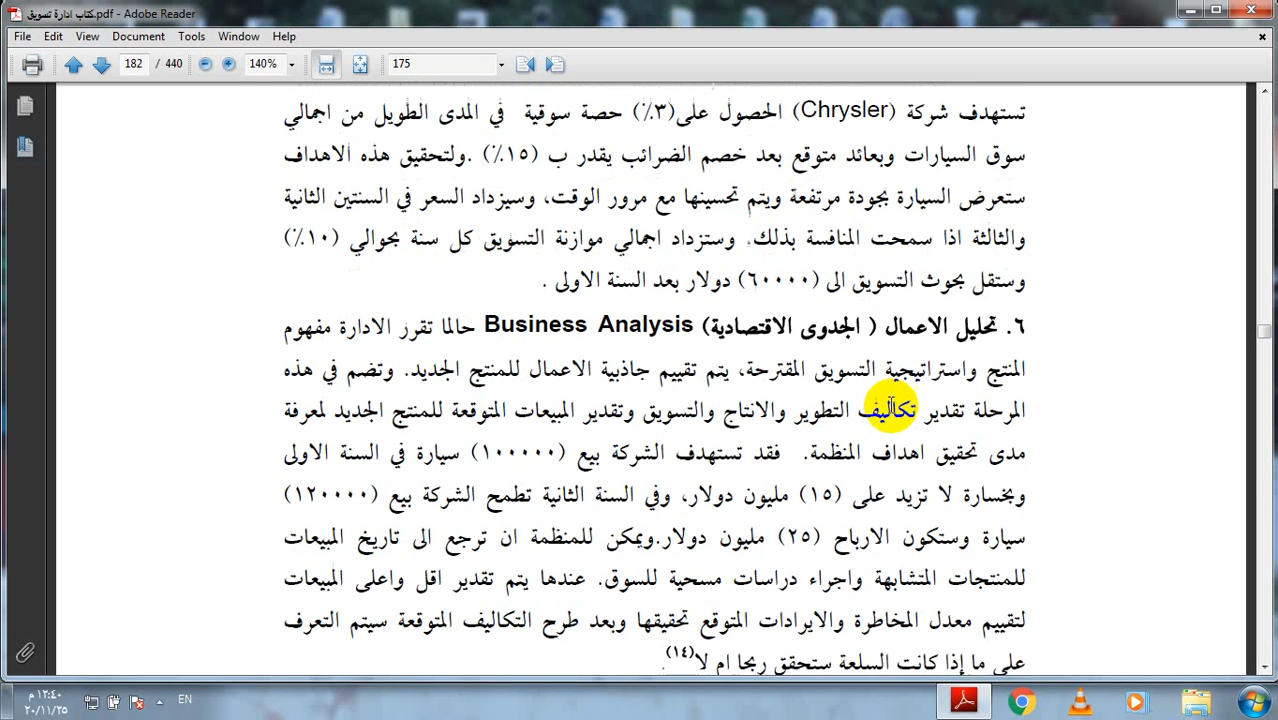 كتاب ادارة تسويق.pdf - Adobe Reader
File Edit View Document Tools Window Help
182 / 440 140% 175
تستهدف شركة (Chrysler) الحصول على(٣٪) حصة سوقية في المدى الطويل من اجمالي
سوق السيارات وبعائد متوقع بعد خصم الضرائب يقدر ب (١٥٪) .ولتحقيق هذه الاهداف
ستعرض السيارة بجودة مرتفعة ويتم تحسينها مع مرور الوقت، وسيزداد السعر في السنتين الثانية
والثالثة اذا سمحت المنافسة بذلك. وستزداد اجمالي موازنة التسويق كل سنة بحوالي (١٠٪)
وستقل بحوث التسويق الى (٦٠٠٠٠) دولار بعد السنة الاولى .
٦. تحليل الاعمال ( الجدوى الاقتصادية) Business Analysis حالما تقرر الادارة مفهوم
المنتج واستراتيجية التسويق المقترحة، يتم تقييم جاذبية الاعمال للمنتج الجديد. وتضم في هذه
المرحلة تقدير تكاليف التطوير والانتاج والتسويق وتقدير المبيعات المتوقعة للمنتج الجديد لمعرفة
مدى تحقيق اهداف المنظمة. فقد تستهدف الشركة بيع (١٠٠٠٠٠) سيارة في السنة الاولى
وبخسارة لا تزيد على (١٥) مليون دولار، وفي السنة الثانية تطمح الشركة بيع (١٢٠٠٠٠)
سيارة وستكون الارباح (٢٥) مليون دولار.ويمكن للمنظمة ان ترجع الى تاريخ المبيعات
للمنتجات المتشابهة واجراء دراسات مسحية للسوق. عندها يتم تقدير اقل واعلى المبيعات
لتقييم معدل المخاطرة والايرادات المتوقع تحقيقها وبعد طرح التكاليف المتوقعة سيتم التعرف
على ما إذا كانت السلعة ستحقق ربحا ام لا(١٤).
١٢:٤٠ م
٢٠/١١/٢٥
EN